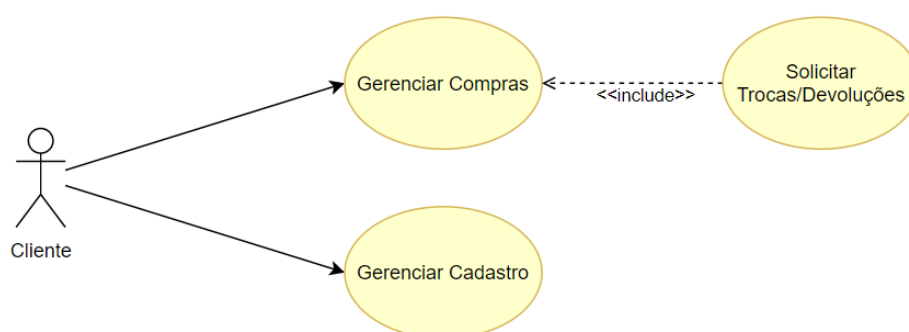 Solicitar
Trocas/Devoluções
Gerenciar Compras
<<include>>
Cliente
Gerenciar Cadastro